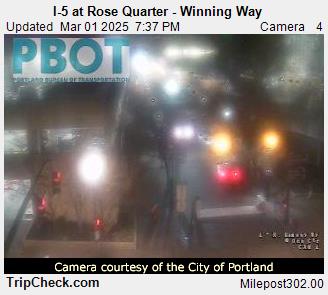 I-5 at Rose Quarter - Winning Way
Updated Mar 01 2025 7:37 PM Camera 4
PBOT
PORTLAND BUREAU OF TRANSPORTATION
Camera courtesy of the City of Portland
TripCheck.com Milepost302.00